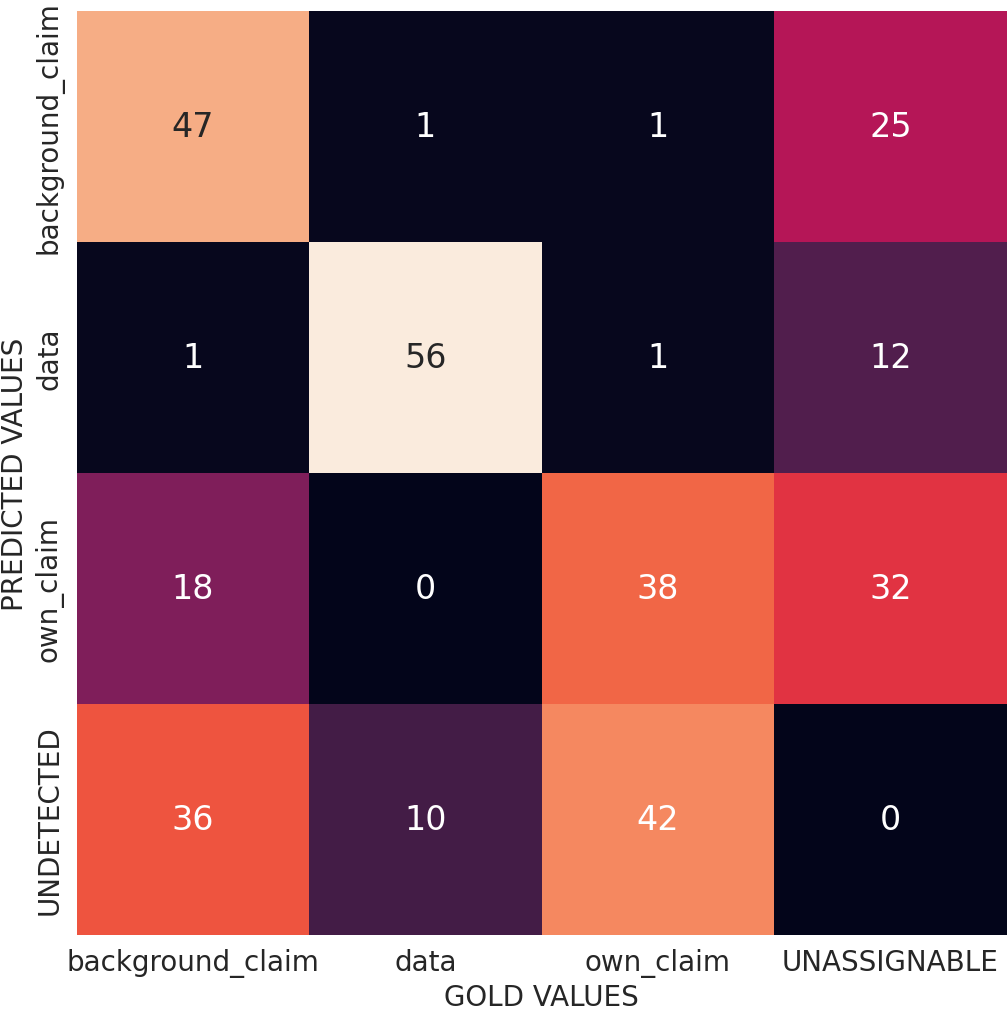 PREDICTED VALUES
background_claim
47 1 1 25
data
1 56 1 12
own_claim
18 0 38 32
UNDETECTED
36 10 42 0
background_claim data own_claim UNASSIGNABLE
GOLD VALUES